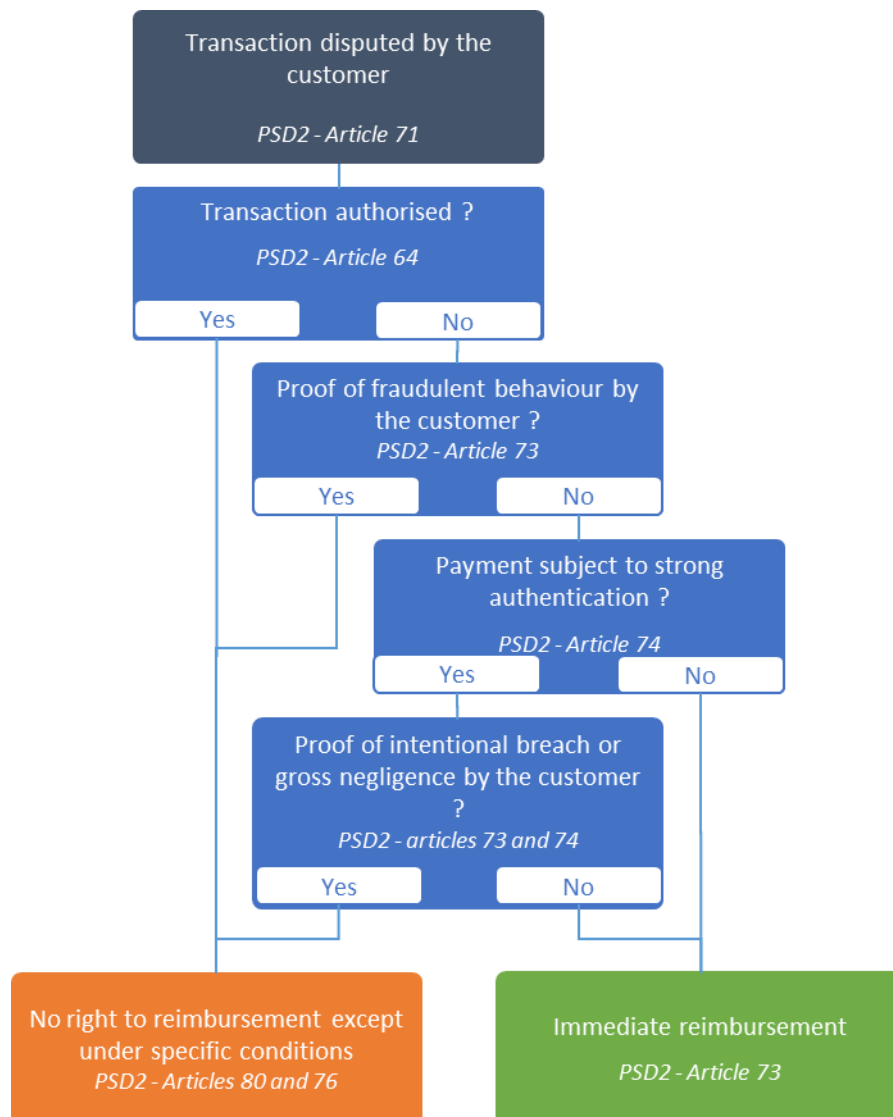 Transaction disputed by the
customer
PSD2 - Article 71
Transaction authorised ?
PSD2 - Article 64
Yes
No
Proof of fraudulent behaviour by
the customer ?
PSD2 - Article 73
Yes
No
Payment subject to strong
authentication ?
PSD2 - Article 74
Yes
No
Proof of intentional breach or
gross negligence by the customer
?
PSD2 - articles 73 and 74
Yes
No
No right to reimbursement except
under specific conditions
PSD2 - Articles 80 and 76
Immediate reimbursement
PSD2 - Article 73